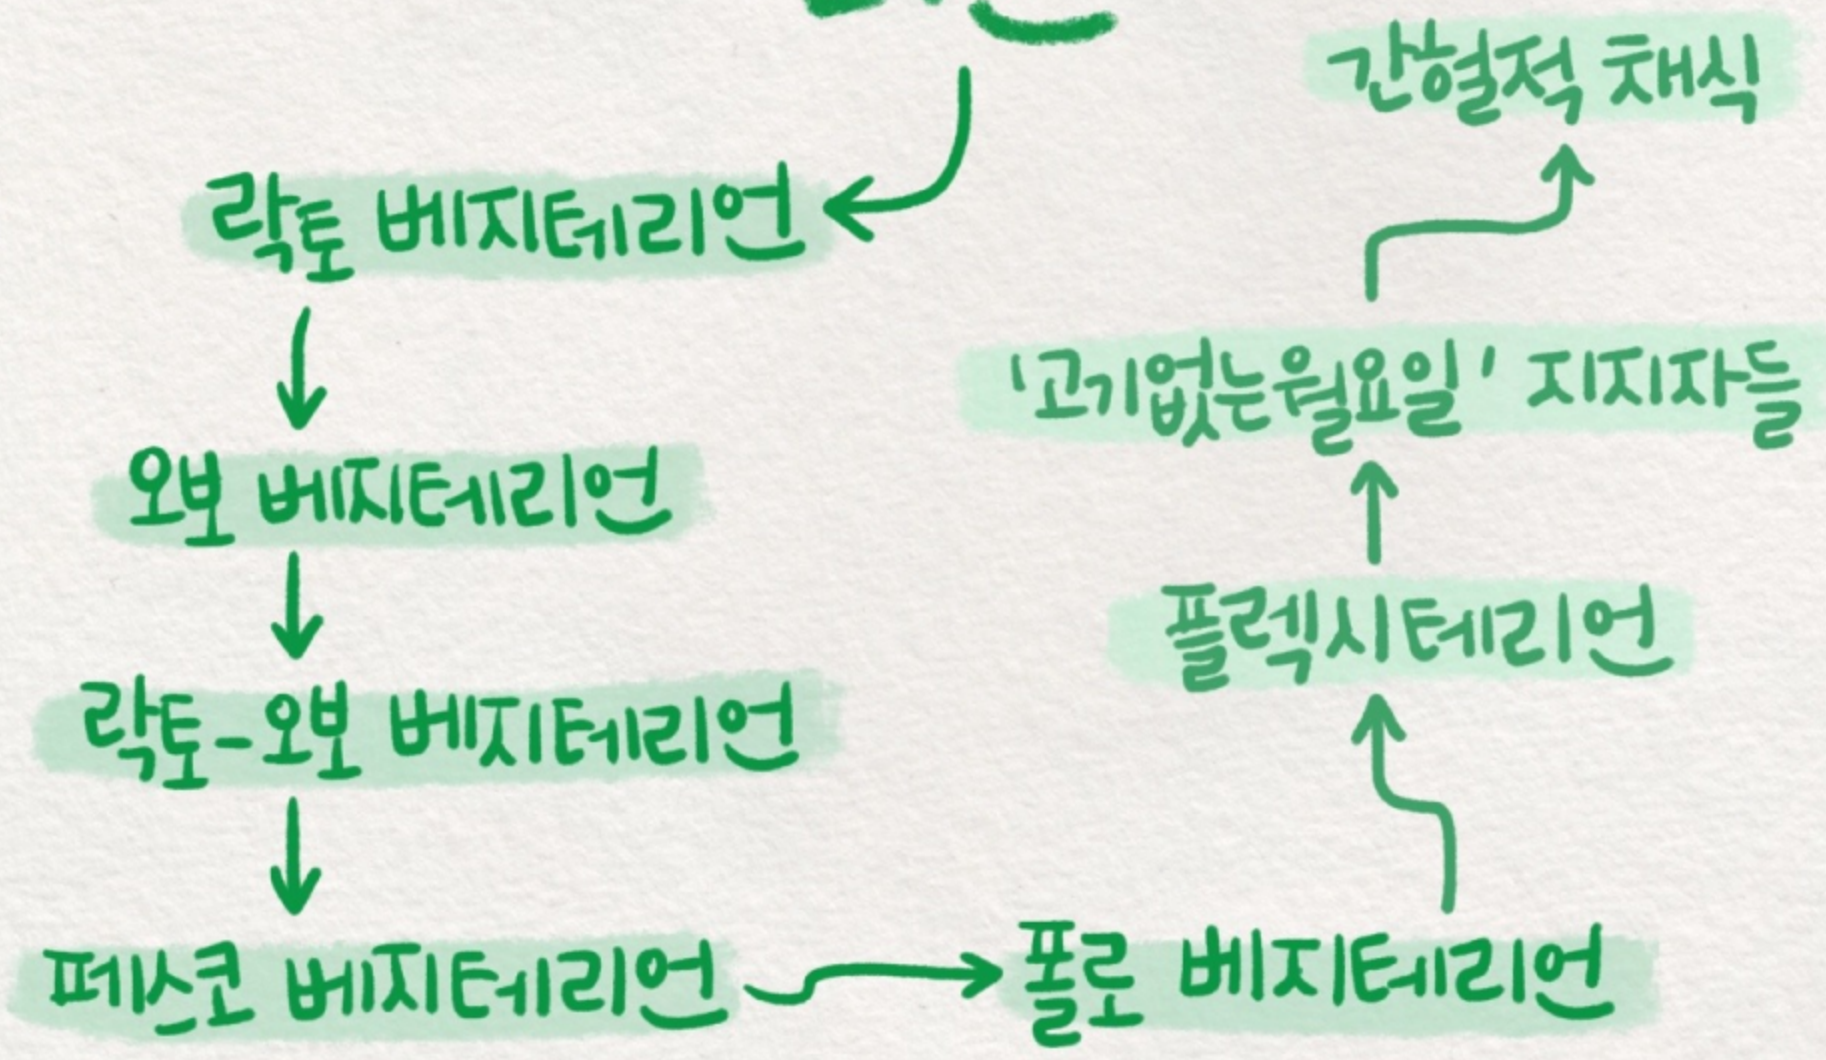 락토 베지테리언
오보 베지테리언
락토-오보 베지테리언
페스코 베지테리언
폴로 베지테리언
플렉시테리언
'고기없는월요일' 지지자들
간헐적 채식